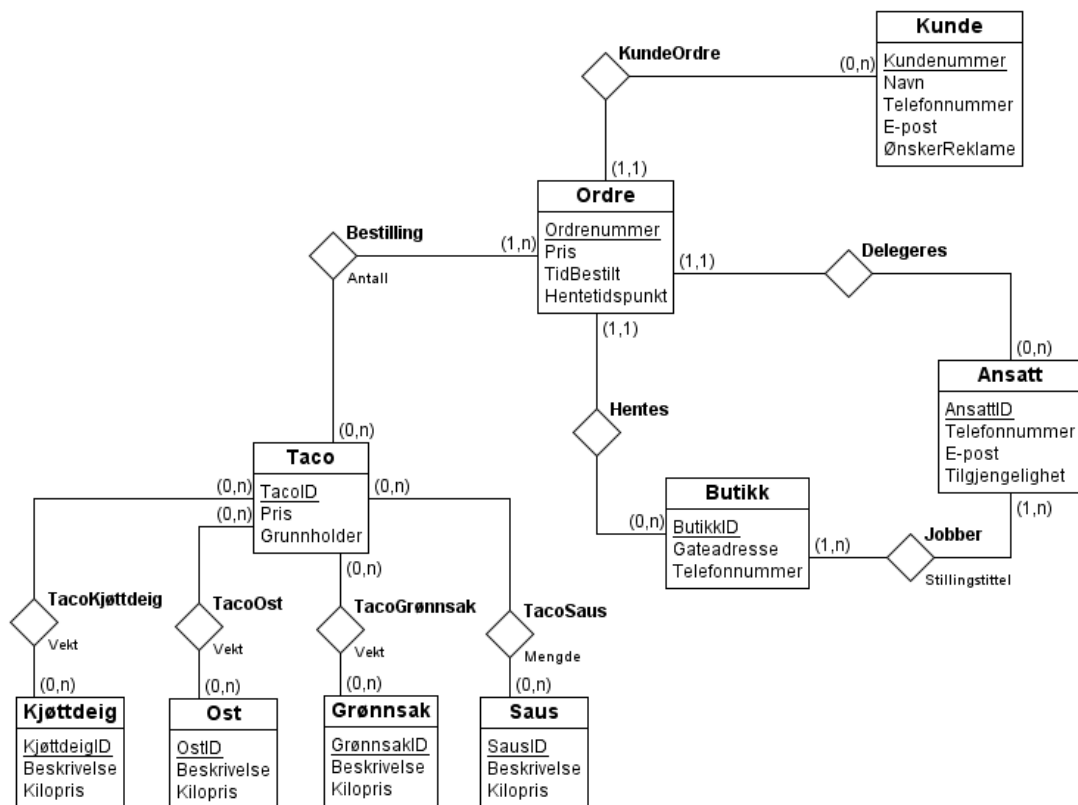 Kunde
Kundenummer
Navn
Telefonnummer
E-post
ØnskerReklame
KundeOrdre
(0,n)
(1,1)
Ordre
Ordrenummer
Pris
TidBestilt
Hentetidspunkt
Bestilling
Antall
(1,n)
(1,1)
Delegeres
(1,1)
(0,n)
Ansatt
AnsattID
Telefonnummer
E-post
Tilgjengelighet
Hentes
(0,n)
Taco
TacoID
Pris
Grunnholder
(0,n)
(0,n)
(0,n)
(0,n)
Butikk
ButikkID
Gateadresse
Telefonnummer
(0,n)
(1,n)
(1,n)
Jobber
Stillingstittel
TacoKjøttdeig
Vekt
TacoOst
Vekt
TacoGrønnsak
Vekt
TacoSaus
Mengde
(0,n)
(0,n)
(0,n)
(0,n)
Kjøttdeig
KjøttdeigID
Beskrivelse
Kilopris
Ost
OstID
Beskrivelse
Kilopris
Grønnsak
GrønnsakID
Beskrivelse
Kilopris
Saus
SausID
Beskrivelse
Kilopris